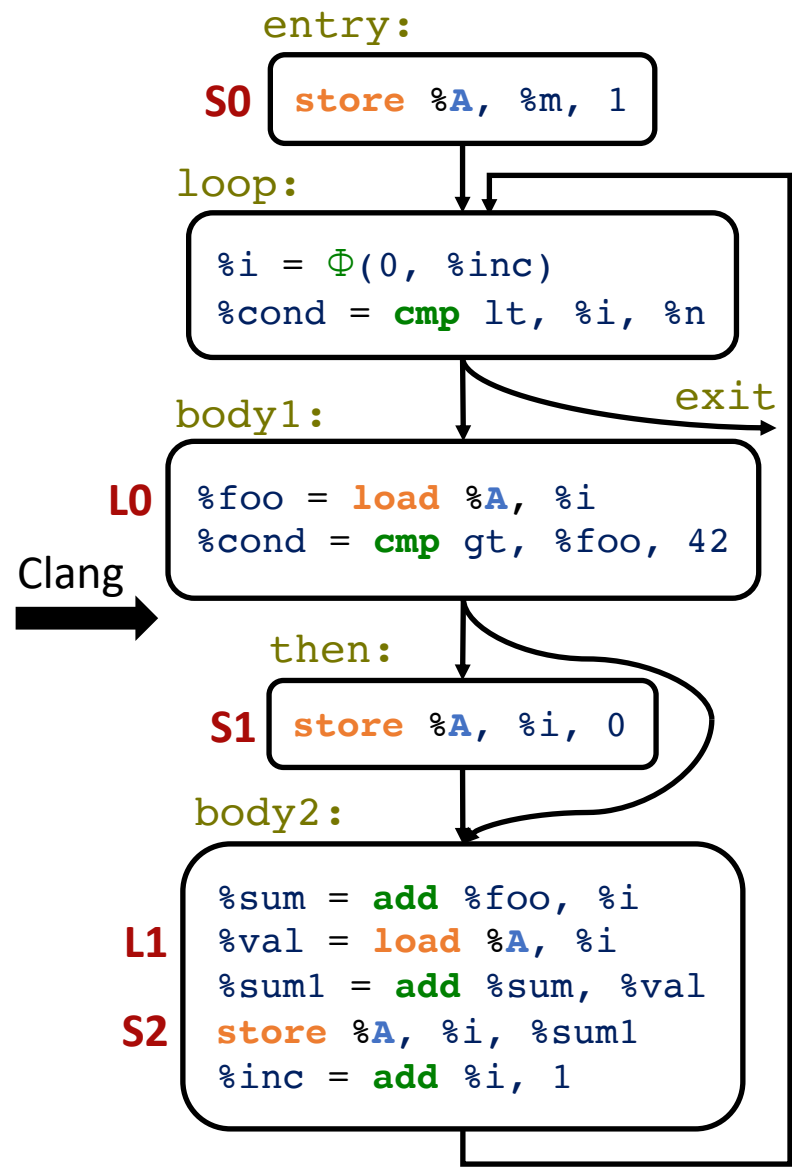 entry:
S0 store %A, %m, 1
loop:
%i = Φ(0, %inc)
%cond = cmp lt, %i, %n
exit
body1:
L0 %foo = load %A, %i
%cond = cmp gt, %foo, 42
Clang
then:
S1 store %A, %i, 0
body2:
%sum = add %foo, %i
L1 %val = load %A, %i
%sum1 = add %sum, %val
S2 store %A, %i, %sum1
%inc = add %i, 1